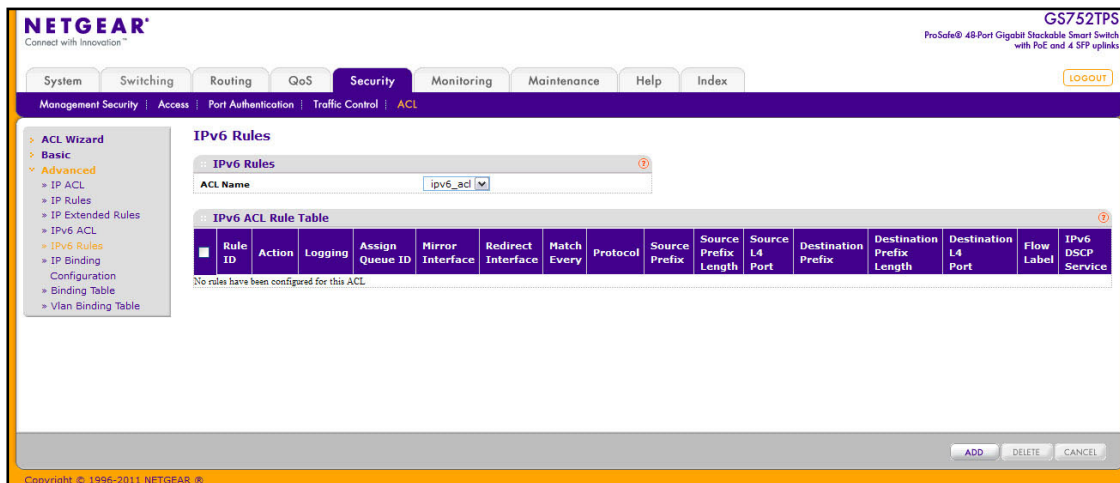 NETGEAR®
Connect with Innovation™
GS752TPS
ProSafe® 48-Port Gigabit Stackable Smart Switch
with PoE and 4 SFP uplinks
System Switching Routing QoS Security Monitoring Maintenance Help Index LOGOUT
Management Security Access Port Authentication Traffic Control ACL
ACL Wizard
Basic
Advanced
» IP ACL
» IP Rules
» IP Extended Rules
» IPv6 ACL
» IPv6 Rules
» IP Binding
Configuration
» Binding Table
» Vlan Binding Table
IPv6 Rules
IPv6 Rules ?
ACL Name ipv6_acl
IPv6 ACL Rule Table ?
Rule ID Action Logging Assign Queue ID Mirror Interface Redirect Interface Match Every Protocol Source Prefix Source Prefix Length Source L4 Port Destination Prefix Destination Prefix Length Destination L4 Port Flow Label IPv6 DSCP Service
No rules have been configured for this ACL
ADD DELETE CANCEL
Copyright © 1996-2011 NETGEAR ®